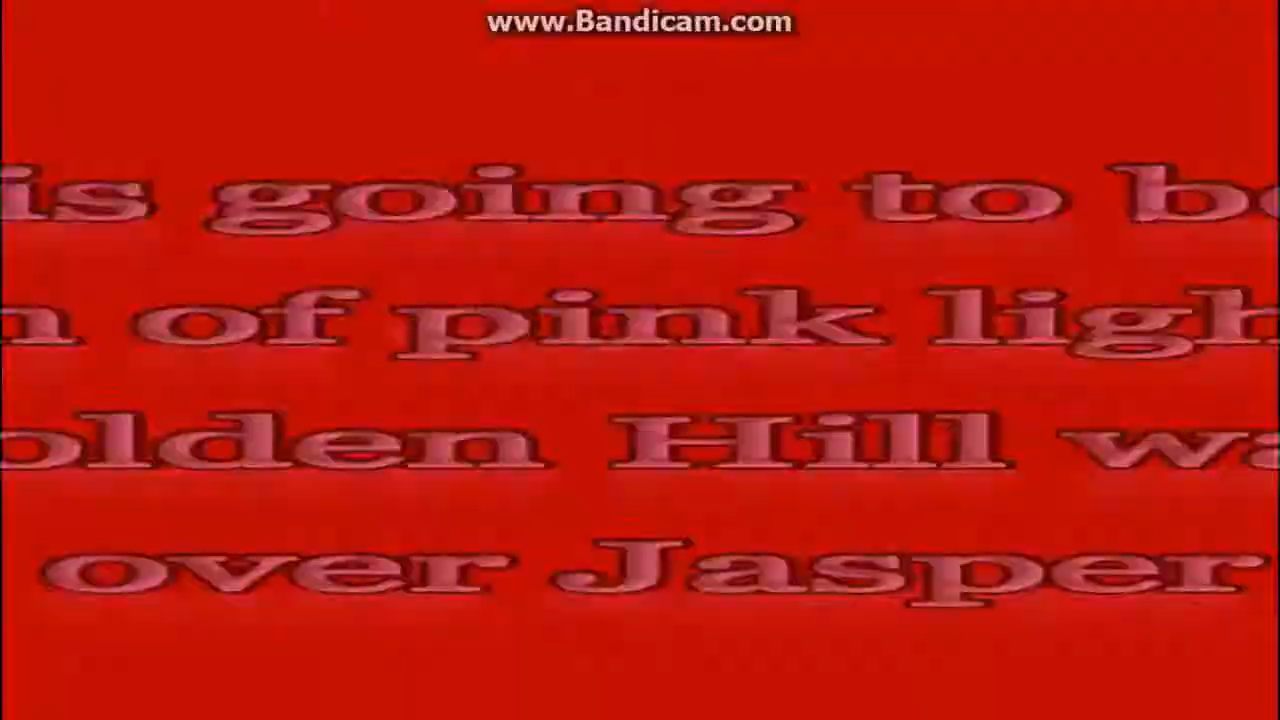 www.Bandicam.com
is going to be
n of pink ligh
olden Hill wa
over Jasper